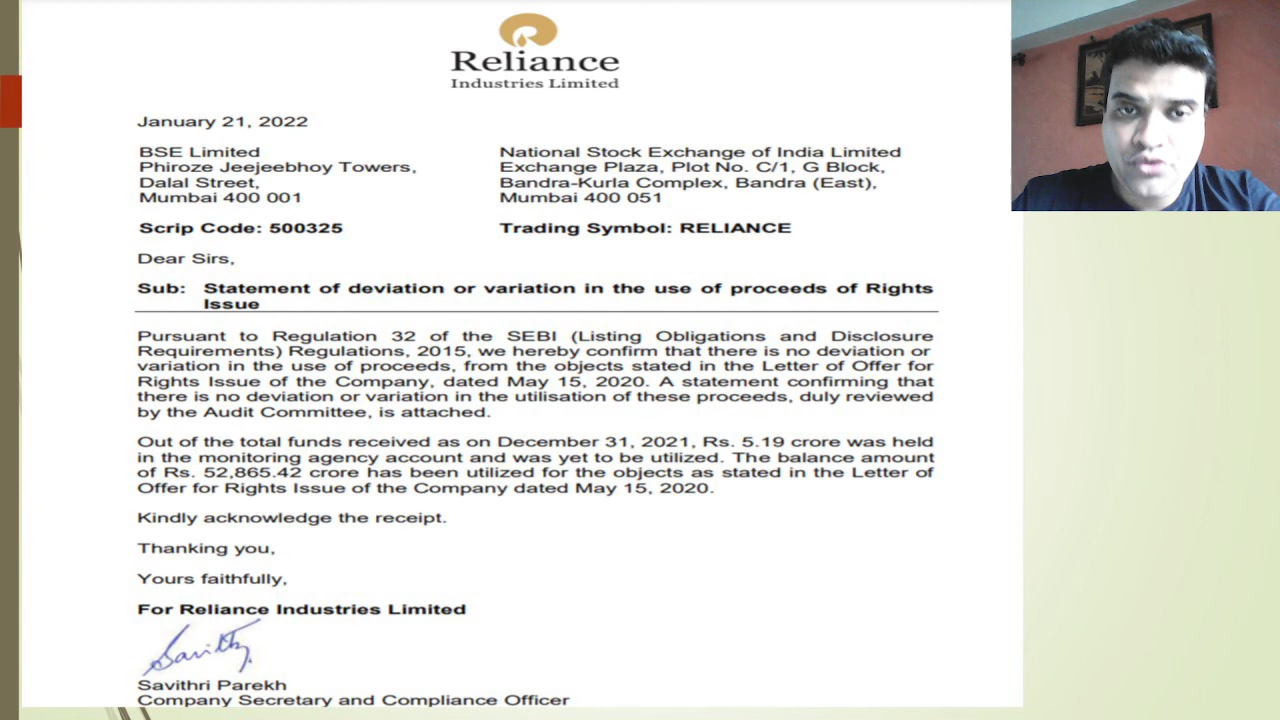 Reliance
Industries Limited
January 21, 2022
BSE Limited
Phiroze Jeejeebhoy Towers,
Dalal Street,
Mumbai 400 001
National Stock Exchange of India Limited
Exchange Plaza, Plot No. C/1, G Block,
Bandra-Kurla Complex, Bandra (East),
Mumbai 400 051
Scrip Code: 500325
Trading Symbol: RELIANCE
Dear Sirs,
Sub: Statement of deviation or variation in the use of proceeds of Rights
Issue
Pursuant to Regulation 32 of the SEBI (Listing Obligations and Disclosure
Requirements) Regulations, 2015, we hereby confirm that there is no deviation or
variation in the use of proceeds, from the objects stated in the Letter of Offer for
Rights Issue of the Company, dated May 15, 2020. A statement confirming that
there is no deviation or variation in the utilisation of these proceeds, duly reviewed
by the Audit Committee, is attached.
Out of the total funds received as on December 31, 2021, Rs. 5.19 crore was held
in the monitoring agency account and was yet to be utilized. The balance amount
of Rs. 52,865.42 crore has been utilized for the objects as stated in the Letter of
Offer for Rights Issue of the Company dated May 15, 2020.
Kindly acknowledge the receipt.
Thanking you,
Yours faithfully,
For Reliance Industries Limited
Savithri Parekh
Company Secretary and Compliance Officer